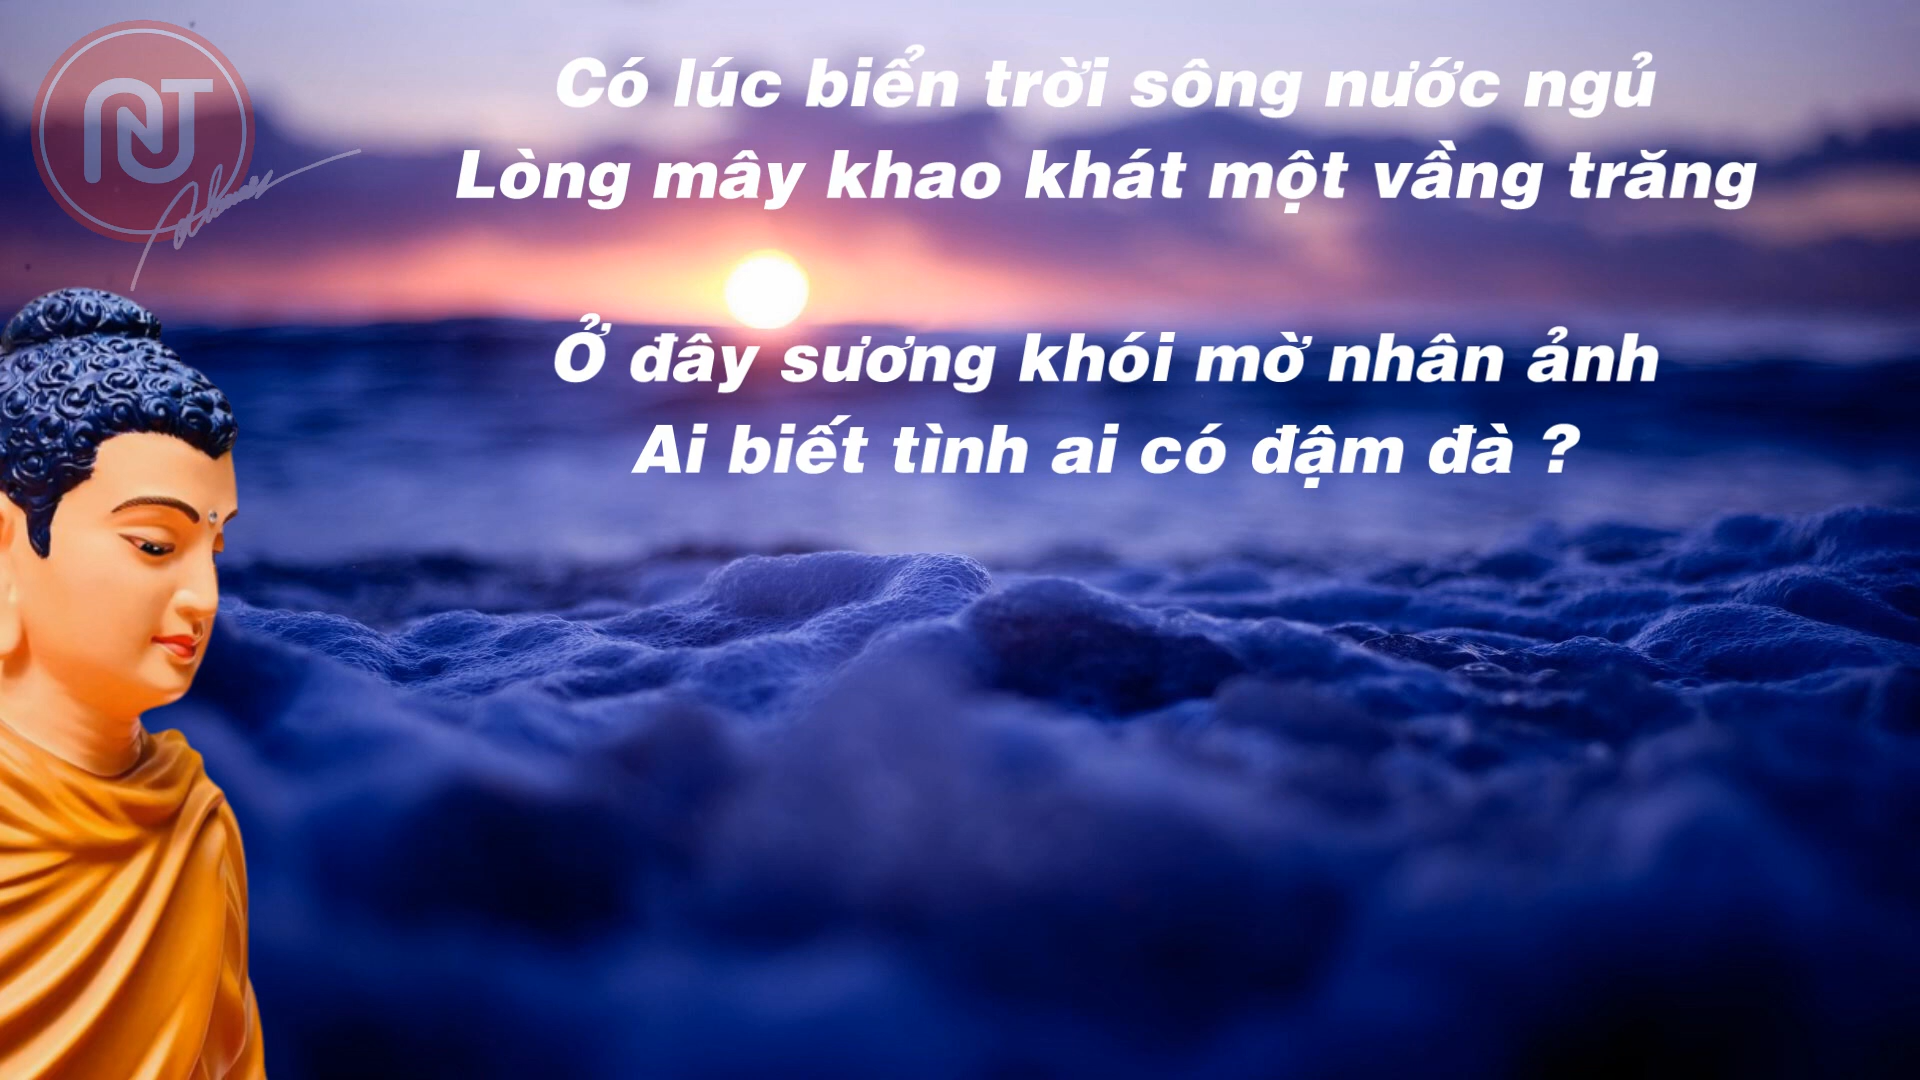 Có lúc biển trời sông nước ngủ
Lòng mây khao khát một vầng trăng
Ở đây sương khói mờ nhân ảnh
Ai biết tình ai có đậm đà ?